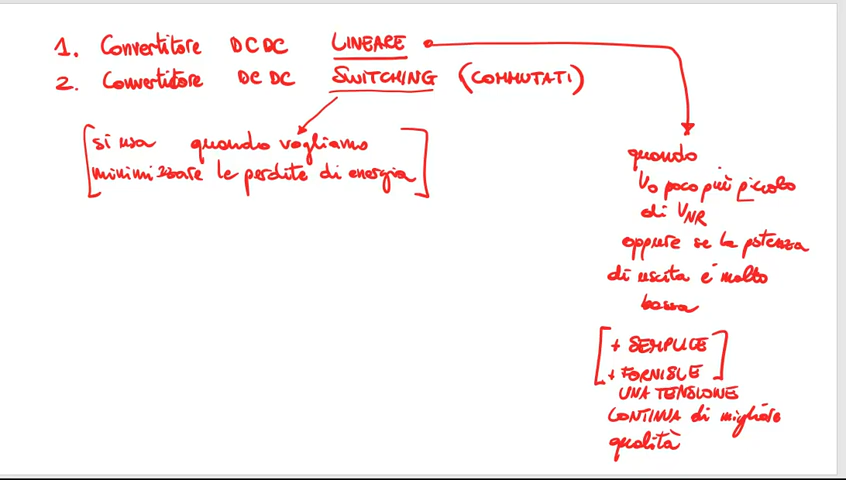 1. Convertitore DCDC LINEARE
2. Convertitore DC DC SWITCHING (COMMUTATI)
si usa quando vogliamo
minimizzare le perdite di energia
quando
Vo poco più piccolo
di VNR
oppure se la potenza
di uscita è molto
bassa
+ SEMPLICE
+ FORNISCE
UNA TENSIONE
CONTINUA di migliore
qualità